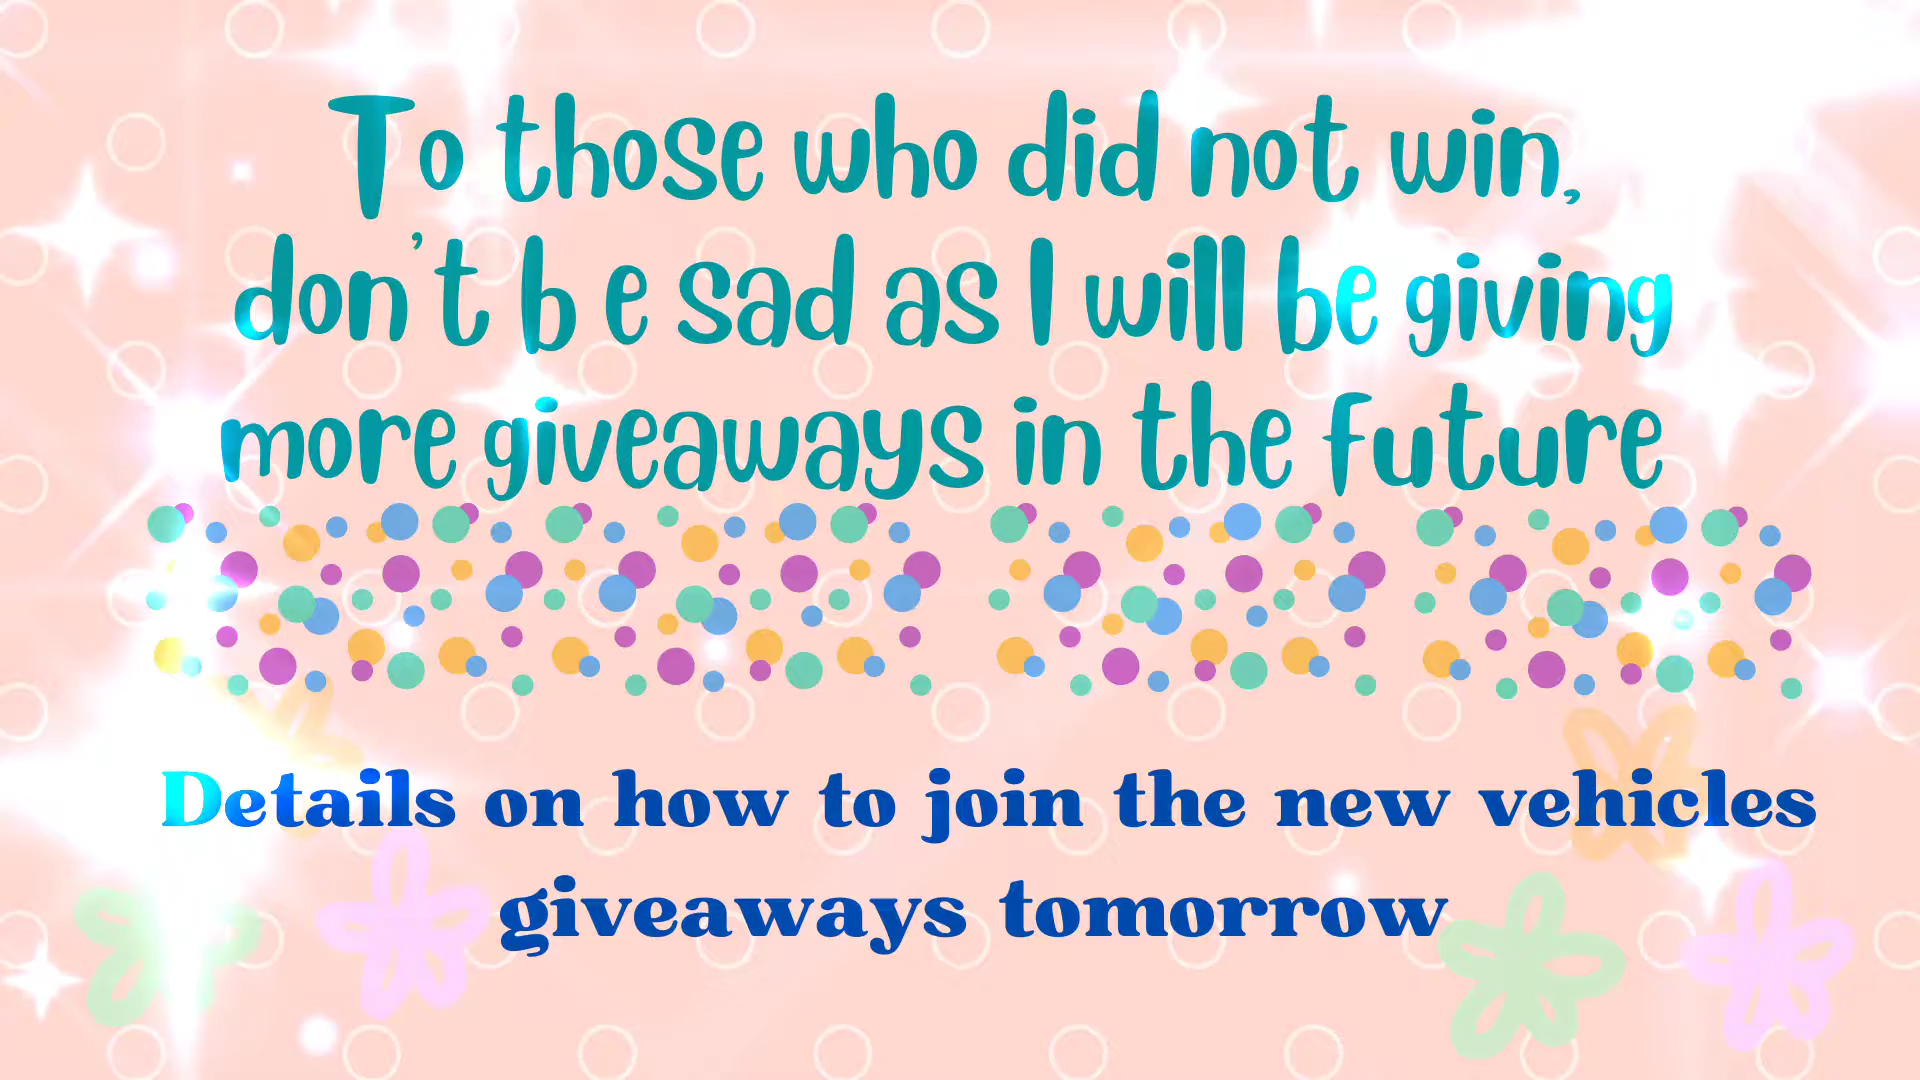 To those who did not win,
don't b e sad as I will be giving
more giveaways in the future
Details on how to join the new vehicles
giveaways tomorrow